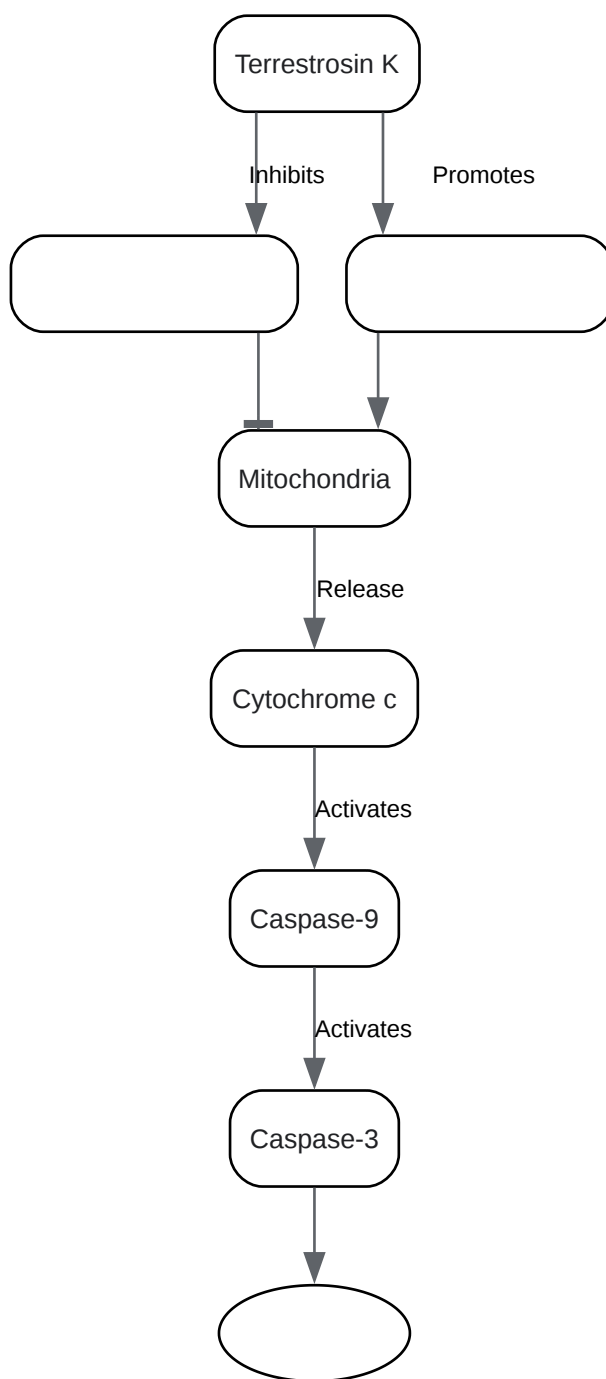 Terrestrosin K
Inhibits
Promotes
Mitochondria
Release
Cytochrome c
Activates
Caspase-9
Activates
Caspase-3